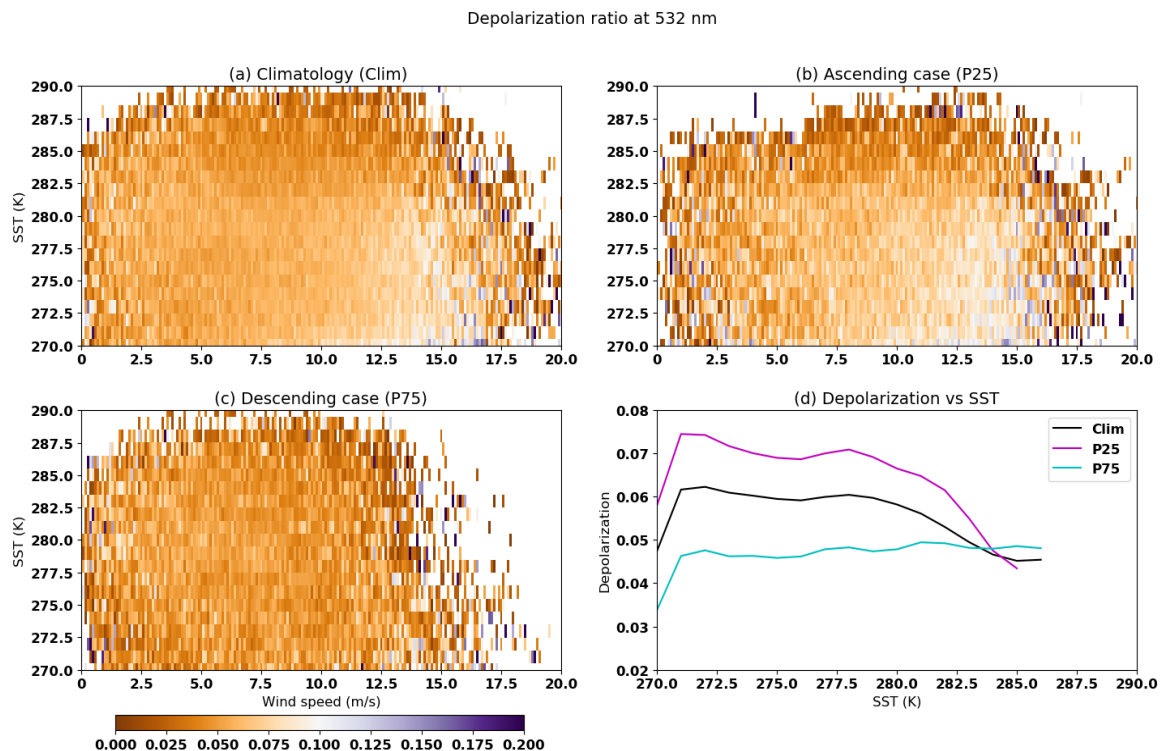 Depolarization ratio at 532 nm
(a) Climatology (Clim)
290.0
287.5
285.0
282.5
280.0
277.5
275.0
272.5
270.0
SST (K)
0 2.5 5.0 7.5 10.0 12.5 15.0 17.5 20.0
(b) Ascending case (P25)
290.0
287.5
285.0
282.5
280.0
277.5
275.0
272.5
270.0
0 2.5 5.0 7.5 10.0 12.5 15.0 17.5 20.0
(c) Descending case (P75)
290.0
287.5
285.0
282.5
280.0
277.5
275.0
272.5
270.0
SST (K)
0 2.5 5.0 7.5 10.0 12.5 15.0 17.5 20.0
Wind speed (m/s)
(d) Depolarization vs SST
0.08
0.07
0.06
0.05
0.04
0.03
0.02
Depolarization
Clim
P25
P75
270.0 272.5 275.0 277.5 280.0 282.5 285.0 287.5 290.0
SST (K)
0.000 0.025 0.050 0.075 0.100 0.125 0.150 0.175 0.200